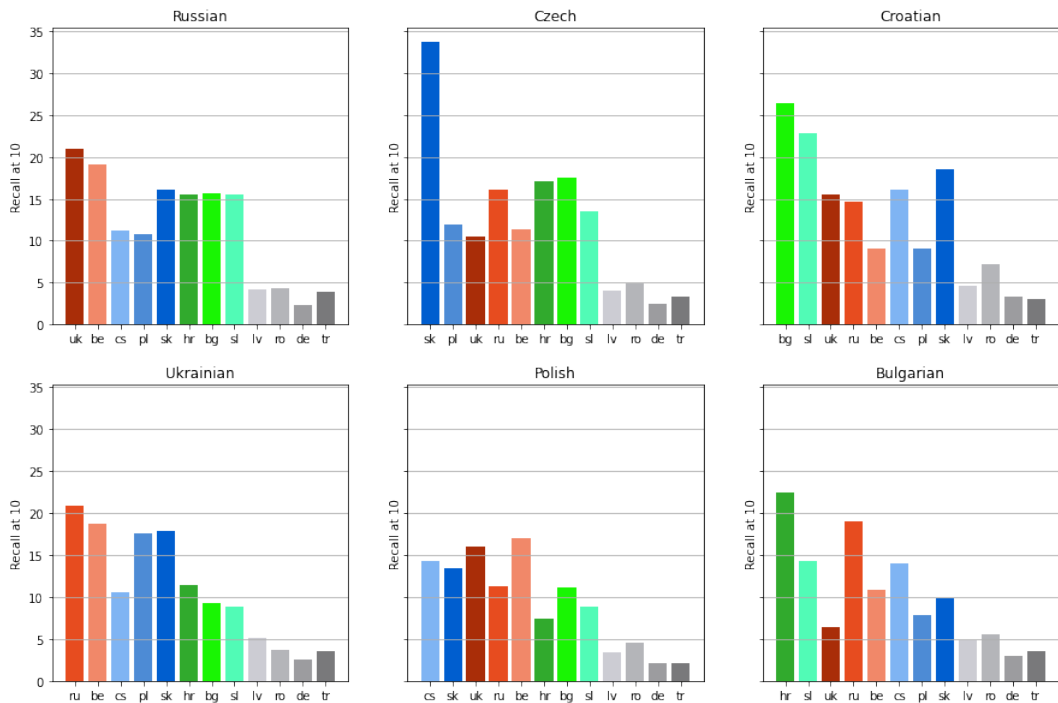 Russian
Czech
Croatian
Recall at 10
35
30
25
20
15
10
5
0
uk be cs pl sk hr bg sl lv ro de tr
Recall at 10
sk pl uk ru be hr bg sl lv ro de tr
Recall at 10
bg sl uk ru be cs pl sk lv ro de tr
Ukrainian
Polish
Bulgarian
Recall at 10
35
30
25
20
15
10
5
0
ru be cs pl sk hr bg sl lv ro de tr
Recall at 10
cs sk uk ru be hr bg sl lv ro de tr
Recall at 10
hr sl uk ru be cs pl sk lv ro de tr